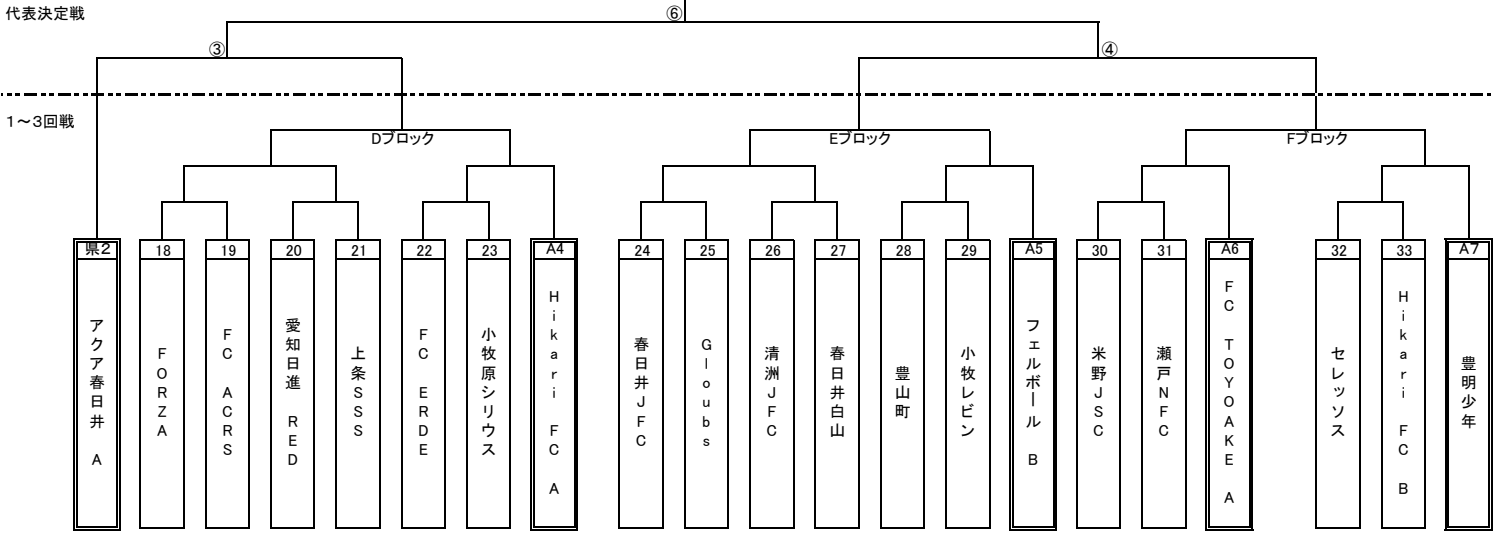 代表決定戦
⑥
③
④
1～3回戦
Dブロック
Eブロック
Fブロック
県2
18
19
20
21
22
23
A4
24
25
26
27
28
29
A5
30
31
A6
32
33
A7
アクア春日井 A
FORZA
FC ACRS
愛知日進 RED
上条SSS
FC ERDE
小牧原シリウス
Hikari FC A
春日井JFC
Gloubs
清洲JFC
春日井白山
豊山町
小牧レビン
フェルボール B
米野JSC
瀬戸NFC
FC TOYOAKE A
セレッソス
Hikari FC B
豊明少年